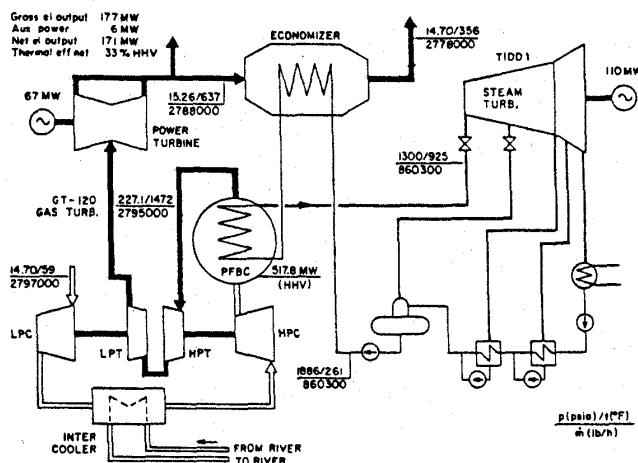 Gross el output 177 MW
Aux power 6 MW
Net el output 171 MW
Thermal eff net 33 % HHV
ECONOMIZER
14.70/356
2778000
TIDD 1
67 MW
15.26/637
2788000
STEAM
TURB.
110 MW
POWER
TURBINE
1300/925
860300
GT-120
GAS TURB.
227.1/1472
2795000
PFBC
517.8 MW
(HHV)
14.70/59
2797000
LPC
LPT
HPT
HPC
1886/261
860300
INTER
COOLER
FROM RIVER
TO RIVER
p(psia)/t(°F)
ṁ(lb/h)